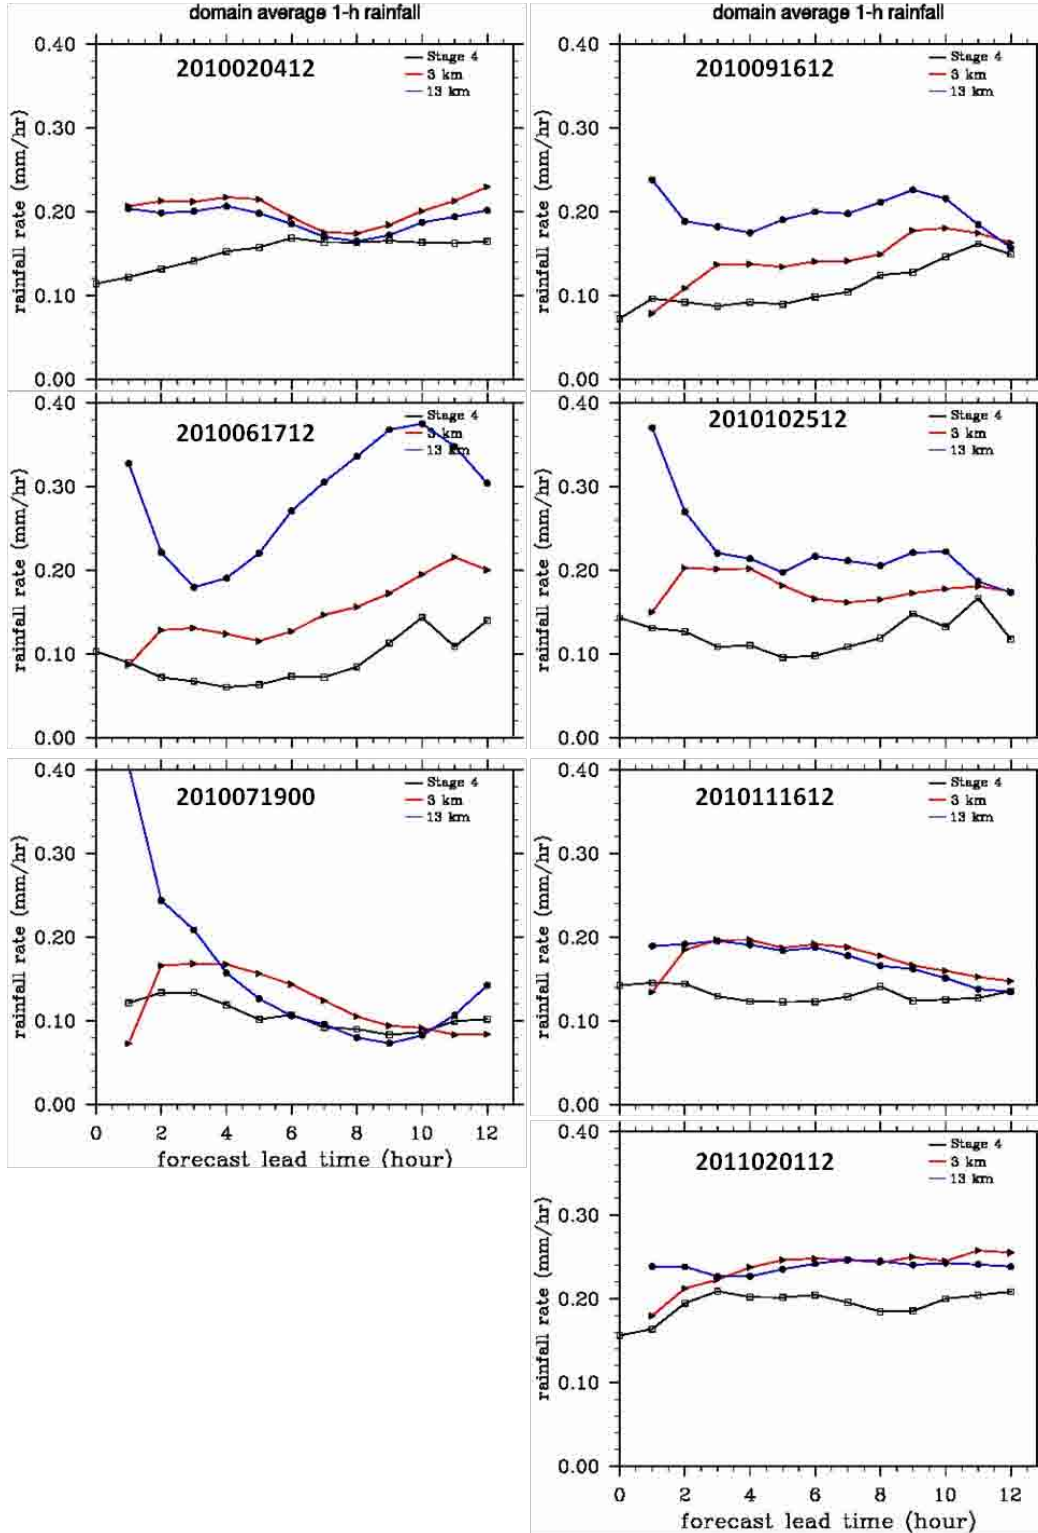 domain average 1-h rainfall
0.40
0.30
0.20
0.10
0.00
rainfall rate (mm/hr)
2010020412
Stage 4
3 km
13 km
domain average 1-h rainfall
0.40
0.30
0.20
0.10
0.00
rainfall rate (mm/hr)
2010091612
Stage 4
3 km
13 km
0.40
0.30
0.20
0.10
0.00
rainfall rate (mm/hr)
2010061712
Stage 4
3 km
13 km
0.40
0.30
0.20
0.10
0.00
rainfall rate (mm/hr)
2010102512
Stage 4
3 km
13 km
0.40
0.30
0.20
0.10
0.00
rainfall rate (mm/hr)
2010071900
Stage 4
3 km
13 km
0 2 4 6 8 10 12
forecast lead time (hour)
0.40
0.30
0.20
0.10
0.00
rainfall rate (mm/hr)
2010111612
Stage 4
3 km
13 km
0.40
0.30
0.20
0.10
0.00
rainfall rate (mm/hr)
2011020112
Stage 4
3 km
13 km
0 2 4 6 8 10 12
forecast lead time (hour)